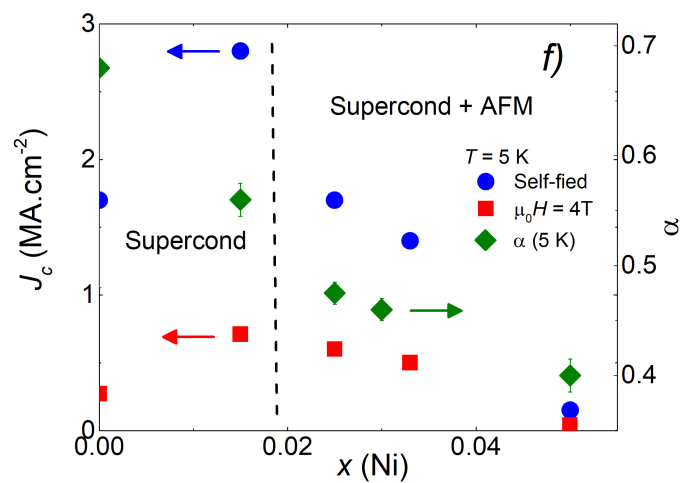 f)
Supercond + AFM
T = 5 K
Self-fied
μ₀H = 4T
α (5 K)
Supercond
3
2
1
0
J_c (MA.cm⁻²)
0.7
0.6
0.5
0.4
α
0.00
0.02
0.04
x (Ni)